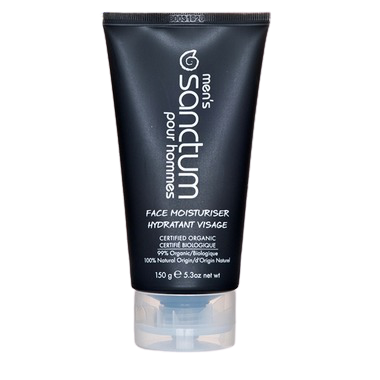 men's
sanctum
pour hommes
FACE MOISTURISER
HYDRATANT VISAGE
CERTIFIED ORGANIC
CERTIFIÉ BIOLOGIQUE
99% Organic/Biologique
100% Natural Origin/d'Origin Naturel
150 g e 5.3oz net wt